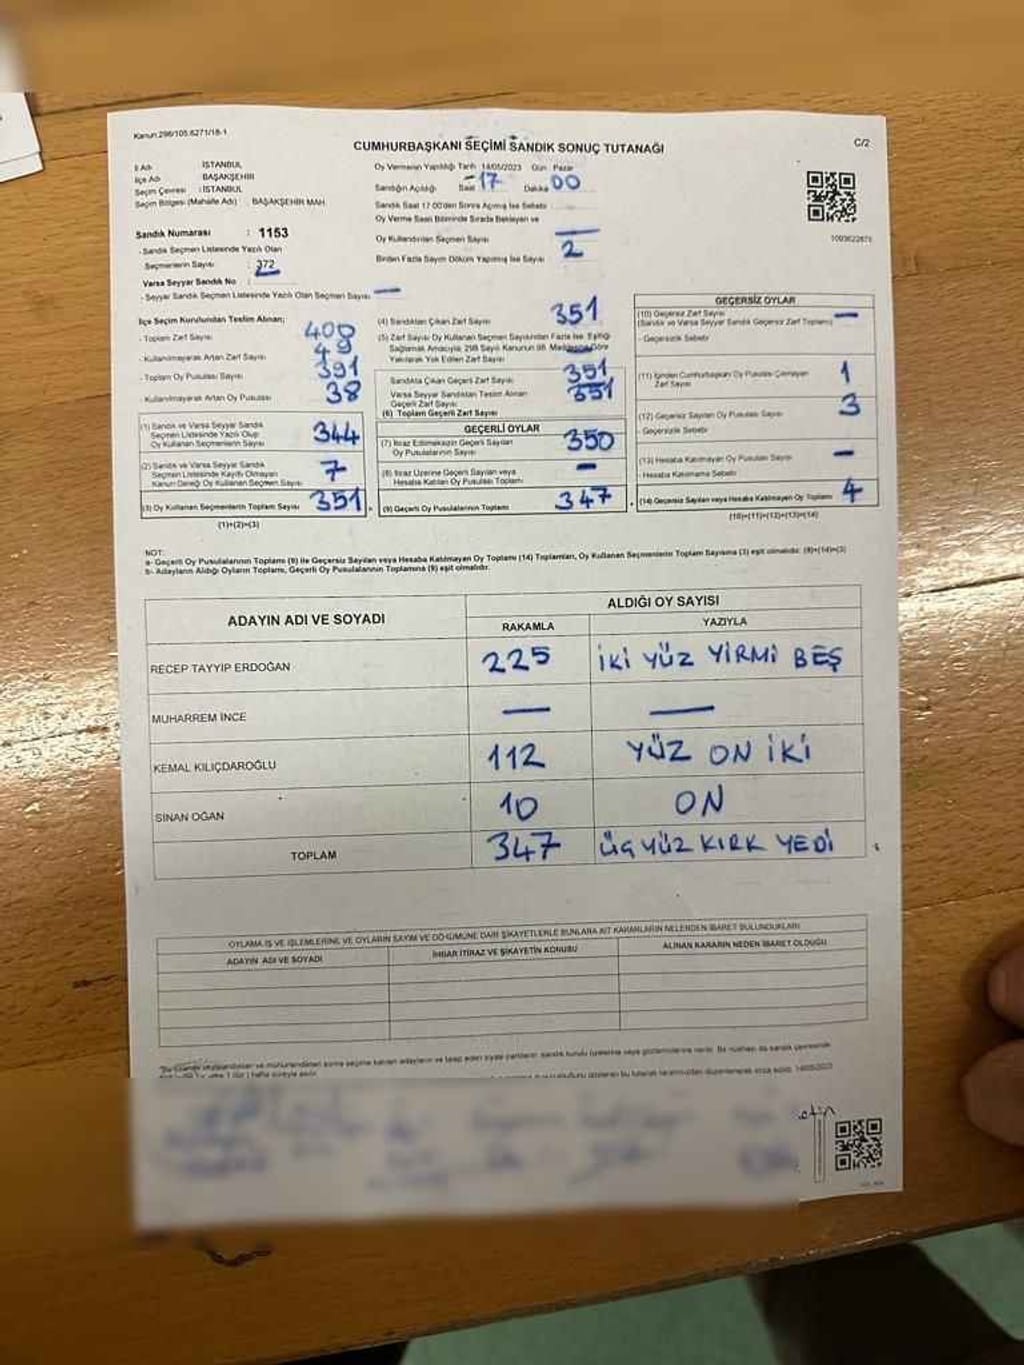 Kanun:298/105.6271/18-1
CUMHURBAŞKANI SEÇİMİ SANDIK SONUÇ TUTANAĞI
C/2
İl Adı : İSTANBUL
İlçe Adı : BAŞAKŞEHİR
Seçim Çevresi : İSTANBUL
Seçim Bölgesi (Mahalle Adı) : BAŞAKŞEHİR MAH
Sandık Numarası : 1153
- Sandık Seçmen Listesinde Yazılı Olan
Seçmenlerin Sayısı : 372
Varsa Seyyar Sandık No :
- Seyyar Sandık Seçmen Listesinde Yazılı Olan Seçmen Sayısı —
Oy Vermenin Yapıldığı Tarih 14/05/2023 Gün Pazar
Sandığın Açıldığı Saat 17 Dakika 00
Sandık Saat 17:00'den Sonra Açılmış İse Sebebi
Oy Verme Saati Bitiminde Sırada Bekleyen ve
Oy Kullandırılan Seçmen Sayısı —
Birden Fazla Sayım Döküm Yapılmış İse Sayısı 2
İlçe Seçim Kurulundan Teslim Alınan;
- Toplam Zarf Sayısı 400
- Kullanılmayarak Artan Zarf Sayısı 49
- Toplam Oy Pusulası Sayısı 391
- Kullanılmayarak Artan Oy Pusulası 38
(1) Sandık ve Varsa Seyyar Sandık
Seçmen Listesinde Yazılı Olup
Oy Kullanan Seçmenlerin Sayısı 344
(2) Sandık ve Varsa Seyyar Sandık
Seçmen Listesinde Kayıtlı Olmayan
Kanun Gereği Oy Kullanan Seçmen Sayısı 7
(3) Oy Kullanan Seçmenlerin Toplam Sayısı 351
(1)+(2)=(3)
(4) Sandıktan Çıkan Zarf Sayısı 351
(5) Zarf Sayısı Oy Kullanan Seçmen Sayısından Fazla İse, Eşitliği
Sağlamak Amacıyla; 298 Sayılı Kanunun 98. Maddesine Göre
Yakılarak Yok Edilen Zarf Sayısı —
Sandıkta Çıkan Geçerli Zarf Sayısı 351
Varsa Seyyar Sandıktan Teslim Alınan
Geçerli Zarf Sayısı
(6) Toplam Geçerli Zarf Sayısı 351
GEÇERLİ OYLAR
(7) İtiraz Edilmeksizin Geçerli Sayılan
Oy Pusulalarının Sayısı 350
(8) İtiraz Üzerine Geçerli Sayılan veya
Hesaba Katılan Oy Pusulası Toplamı —
(9) Geçerli Oy Pusulalarının Toplamı 347
GEÇERSİZ OYLAR
(10) Geçersiz Zarf Sayısı —
(Sandık ve Varsa Seyyar Sandık Geçersiz Zarf Toplamı)
- Geçersizlik Sebebi
(11) İçinden Cumhurbaşkanı Oy Pusulası Çıkmayan
Zarf Sayısı 1
(12) Geçersiz Sayılan Oy Pusulası Sayısı 3
- Geçersizlik Sebebi
(13) Hesaba Katılmayan Oy Pusulası Sayısı —
- Hesaba Katılmama Sebebi
(14) Geçersiz Sayılan veya Hesaba Katılmayan Oy Toplamı 4
(10)+(11)+(12)+(13)=(14)
NOT:
a- Geçerli Oy Pusulalarının Toplamı (9) ile Geçersiz Sayılan veya Hesaba Katılmayan Oy Toplamı (14) Toplamları, Oy Kullanan Seçmenlerin Toplam Sayısına (3) eşit olmalıdır. (9)+(14)=(3)
b- Adayların Aldığı Oyların Toplamı, Geçerli Oy Pusulalarının Toplamına (9) eşit olmalıdır.
ADAYIN ADI VE SOYADI
ALDIĞI OY SAYISI
RAKAMLA YAZIYLA
RECEP TAYYIP ERDOĞAN 225 İKİ YÜZ YİRMİ BEŞ
MUHARREM İNCE — —
KEMAL KILIÇDAROĞLU 112 YÜZ ON İKİ
SİNAN OĞAN 10 ON
TOPLAM 347 ÜÇ YÜZ KIRK YEDİ
OYLAMA İŞ VE İŞLEMLERİNE VE OYLARIN SAYIM VE DÖKÜMÜNE DAİR ŞİKAYETLERLE BUNLARA AİT KARARLARIN NELERDEN İBARET BULUNDUKLARI
ADAYIN ADI VE SOYADI
İHBAR İTİRAZ VE ŞİKAYETİN KONUSU
ALINAN KARARIN NEDEN İBARET OLDUĞU